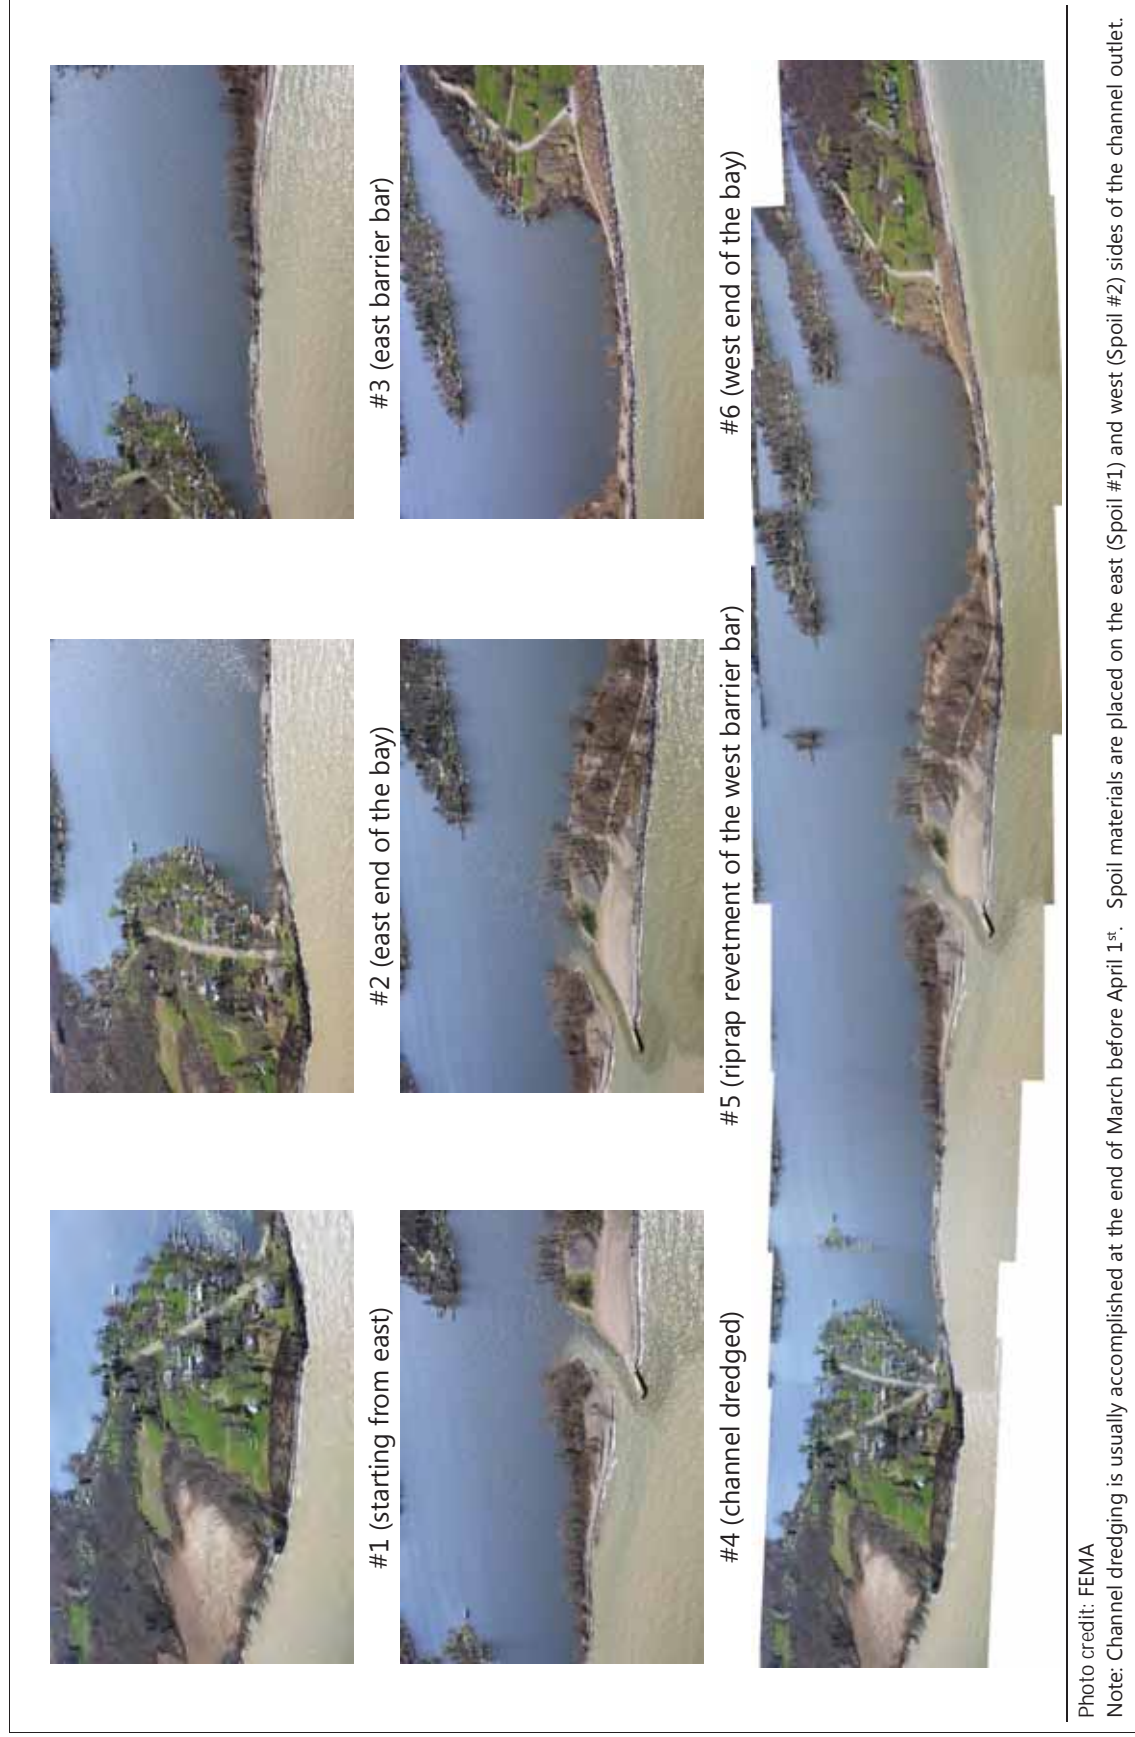 #1 (starting from east)
#2 (east end of the bay)
#3 (east barrier bar)
#4 (channel dredged)
#5 (riprap revetment of the west barrier bar)
#6 (west end of the bay)
Photo credit: FEMA
Note: Channel dredging is usually accomplished at the end of March before April 1st. Spoil materials are placed on the east (Spoil #1) and west (Spoil #2) sides of the channel outlet.